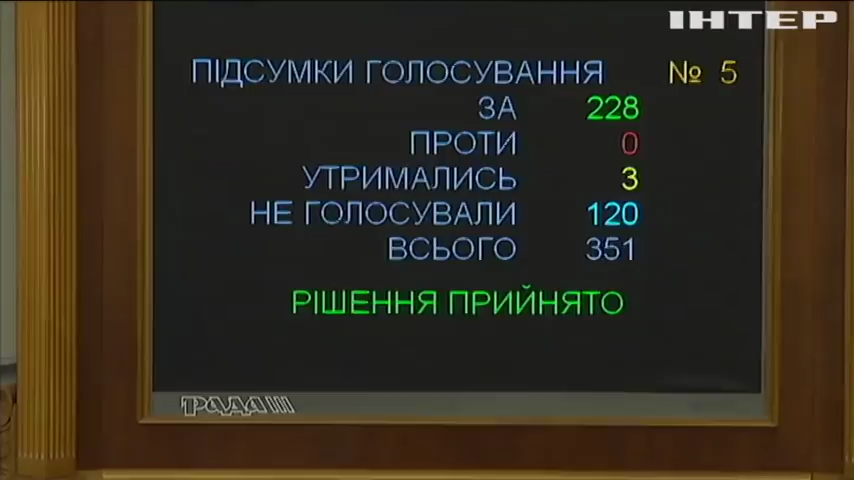 ІНТЕР
ПІДСУМКИ ГОЛОСУВАННЯ № 5
ЗА 228
ПРОТИ 0
УТРИМАЛИСЬ 3
НЕ ГОЛОСУВАЛИ 120
ВСЬОГО 351
РІШЕННЯ ПРИЙНЯТО
РАДА III